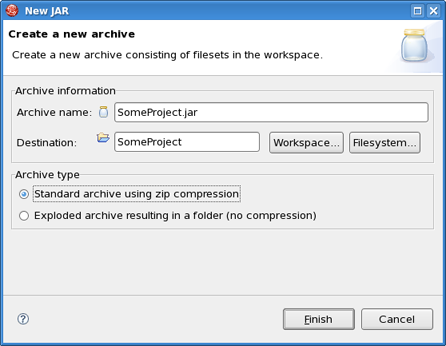 New JAR
Create a new archive
Create a new archive consisting of filesets in the workspace.
Archive information
Archive name: SomeProject.jar
Destination: SomeProject Workspace... Filesystem...
Archive type
Standard archive using zip compression
Exploded archive resulting in a folder (no compression)
? Finish Cancel